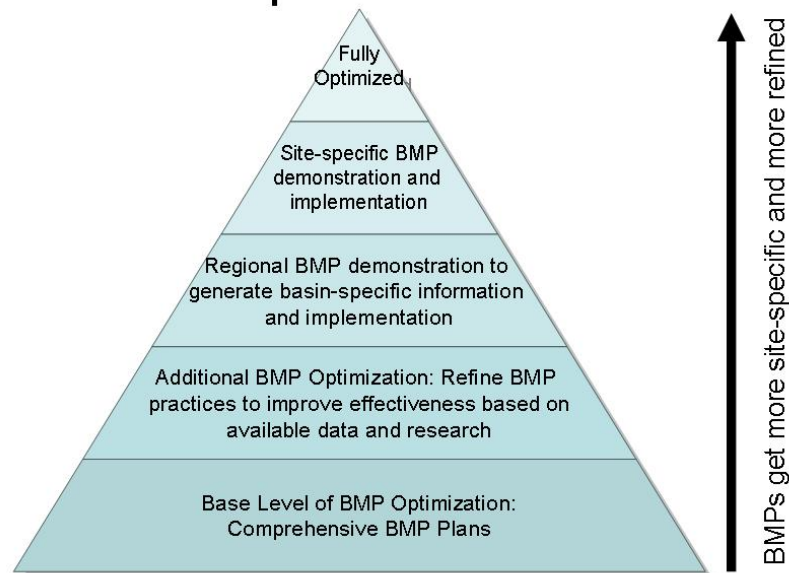 Fully
Optimized
Site-specific BMP
demonstration and
implementation
Regional BMP demonstration to
generate basin-specific information
and implementation
Additional BMP Optimization: Refine BMP
practices to improve effectiveness based on
available data and research
Base Level of BMP Optimization:
Comprehensive BMP Plans
BMPs get more site-specific and more refined